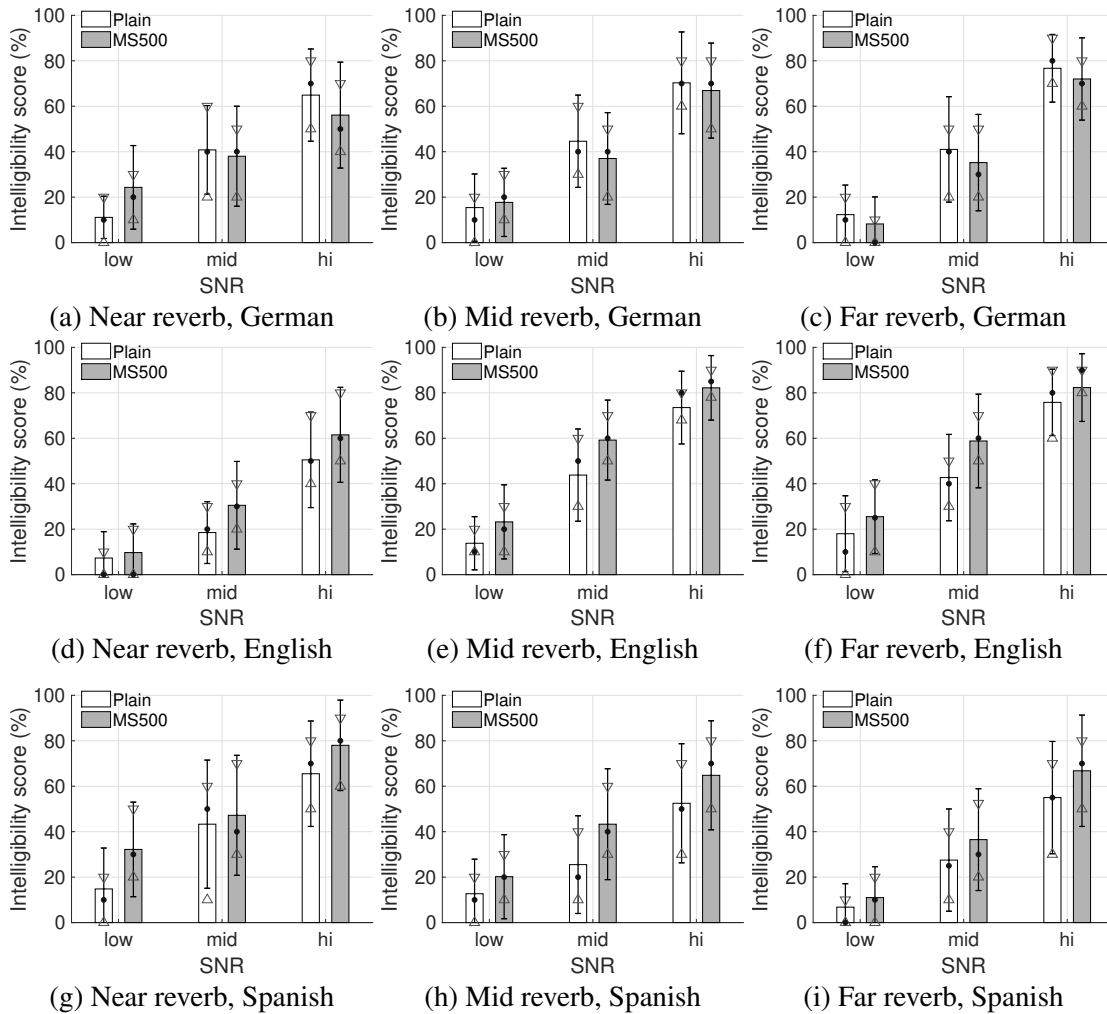 100
80
60
40
20
0
Intelligibility score (%)
Plain
MS500
low mid hi
SNR
(a) Near reverb, German
100
80
60
40
20
0
Intelligibility score (%)
Plain
MS500
low mid hi
SNR
(b) Mid reverb, German
100
80
60
40
20
0
Intelligibility score (%)
Plain
MS500
low mid hi
SNR
(c) Far reverb, German
100
80
60
40
20
0
Intelligibility score (%)
Plain
MS500
low mid hi
SNR
(d) Near reverb, English
100
80
60
40
20
0
Intelligibility score (%)
Plain
MS500
low mid hi
SNR
(e) Mid reverb, English
100
80
60
40
20
0
Intelligibility score (%)
Plain
MS500
low mid hi
SNR
(f) Far reverb, English
100
80
60
40
20
0
Intelligibility score (%)
Plain
MS500
low mid hi
SNR
(g) Near reverb, Spanish
100
80
60
40
20
0
Intelligibility score (%)
Plain
MS500
low mid hi
SNR
(h) Mid reverb, Spanish
100
80
60
40
20
0
Intelligibility score (%)
Plain
MS500
low mid hi
SNR
(i) Far reverb, Spanish